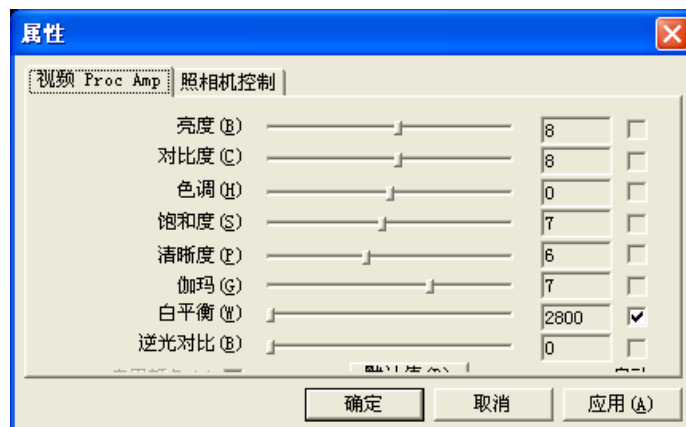 属性
视频 Proc Amp 照相机控制
亮度(B) 8
对比度(C) 8
色调(H) 0
饱和度(S) 7
清晰度(P) 6
伽玛(G) 7
白平衡(W) 2800
逆光对比(B) 0
确定 取消 应用(A)